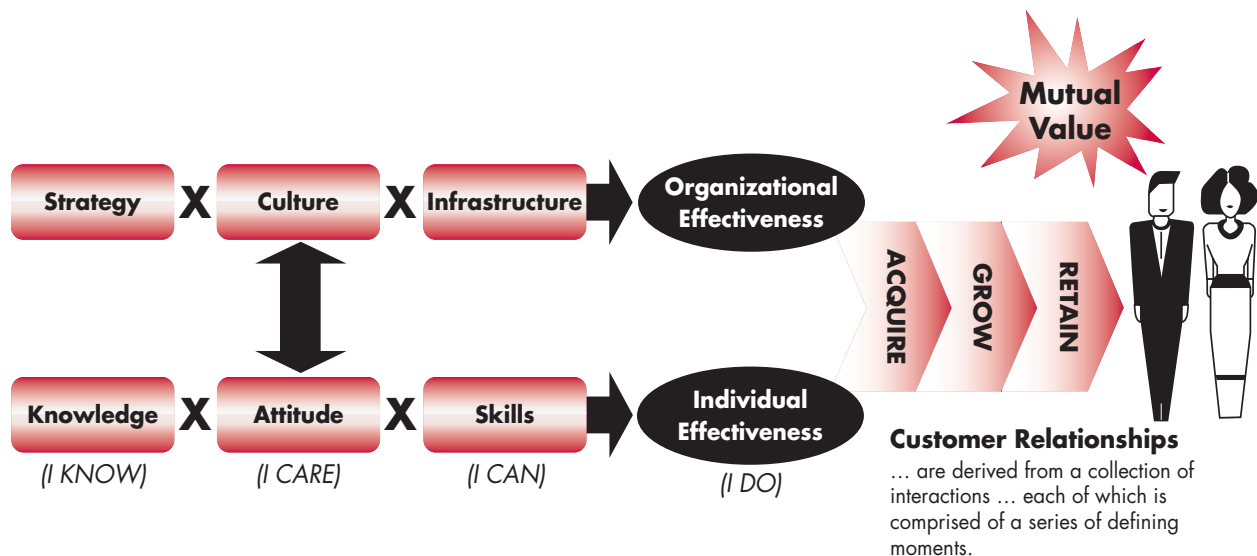 Mutual
Value
Strategy X Culture X Infrastructure
Organizational
Effectiveness
ACQUIRE
GROW
RETAIN
Knowledge X Attitude X Skills
Individual
Effectiveness
(I KNOW)
(I CARE)
(I CAN)
(I DO)
Customer Relationships
... are derived from a collection of
interactions ... each of which is
comprised of a series of defining
moments.